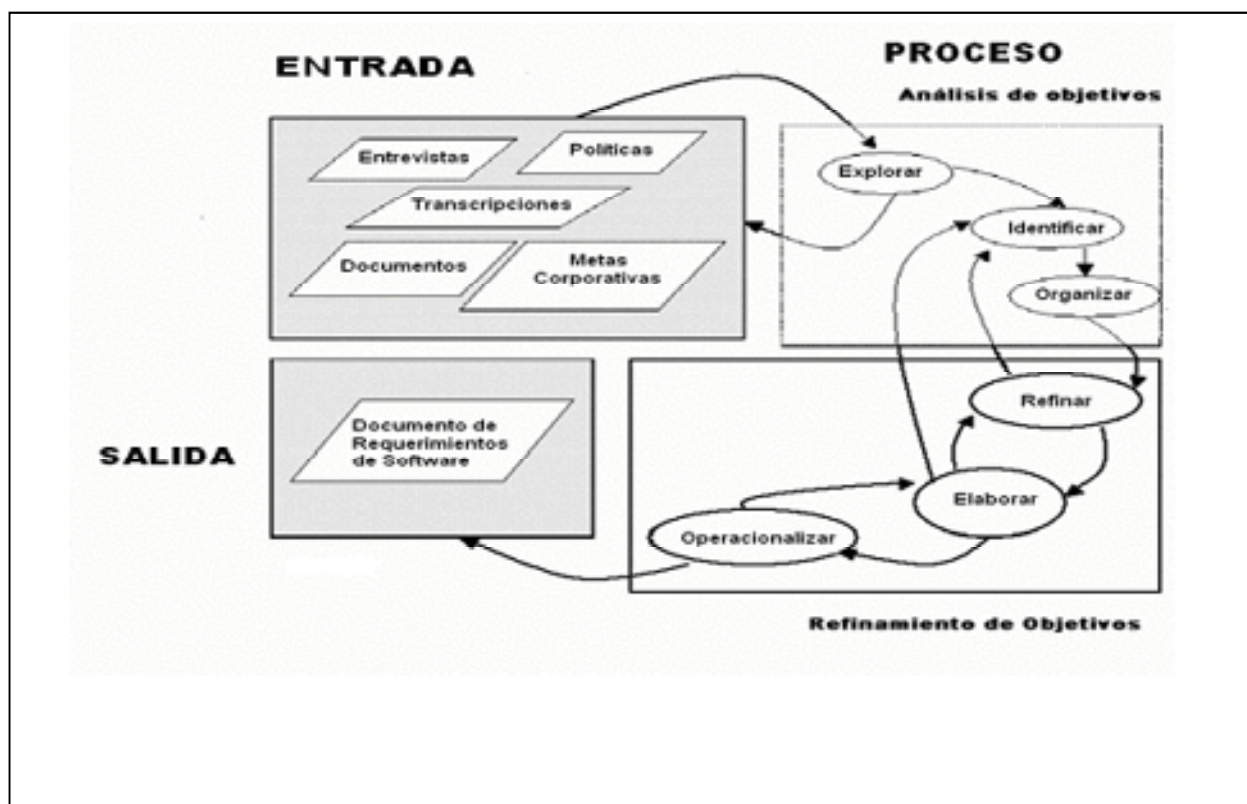 ENTRADA
PROCESO
Análisis de objetivos
Entrevistas
Políticas
Transcripciones
Documentos
Metas
Corporativas
Explorar
Identificar
Organizar
SALIDA
Documento de
Requerimientos
de Software
Refinar
Elaborar
Operacionalizar
Refinamiento de Objetivos